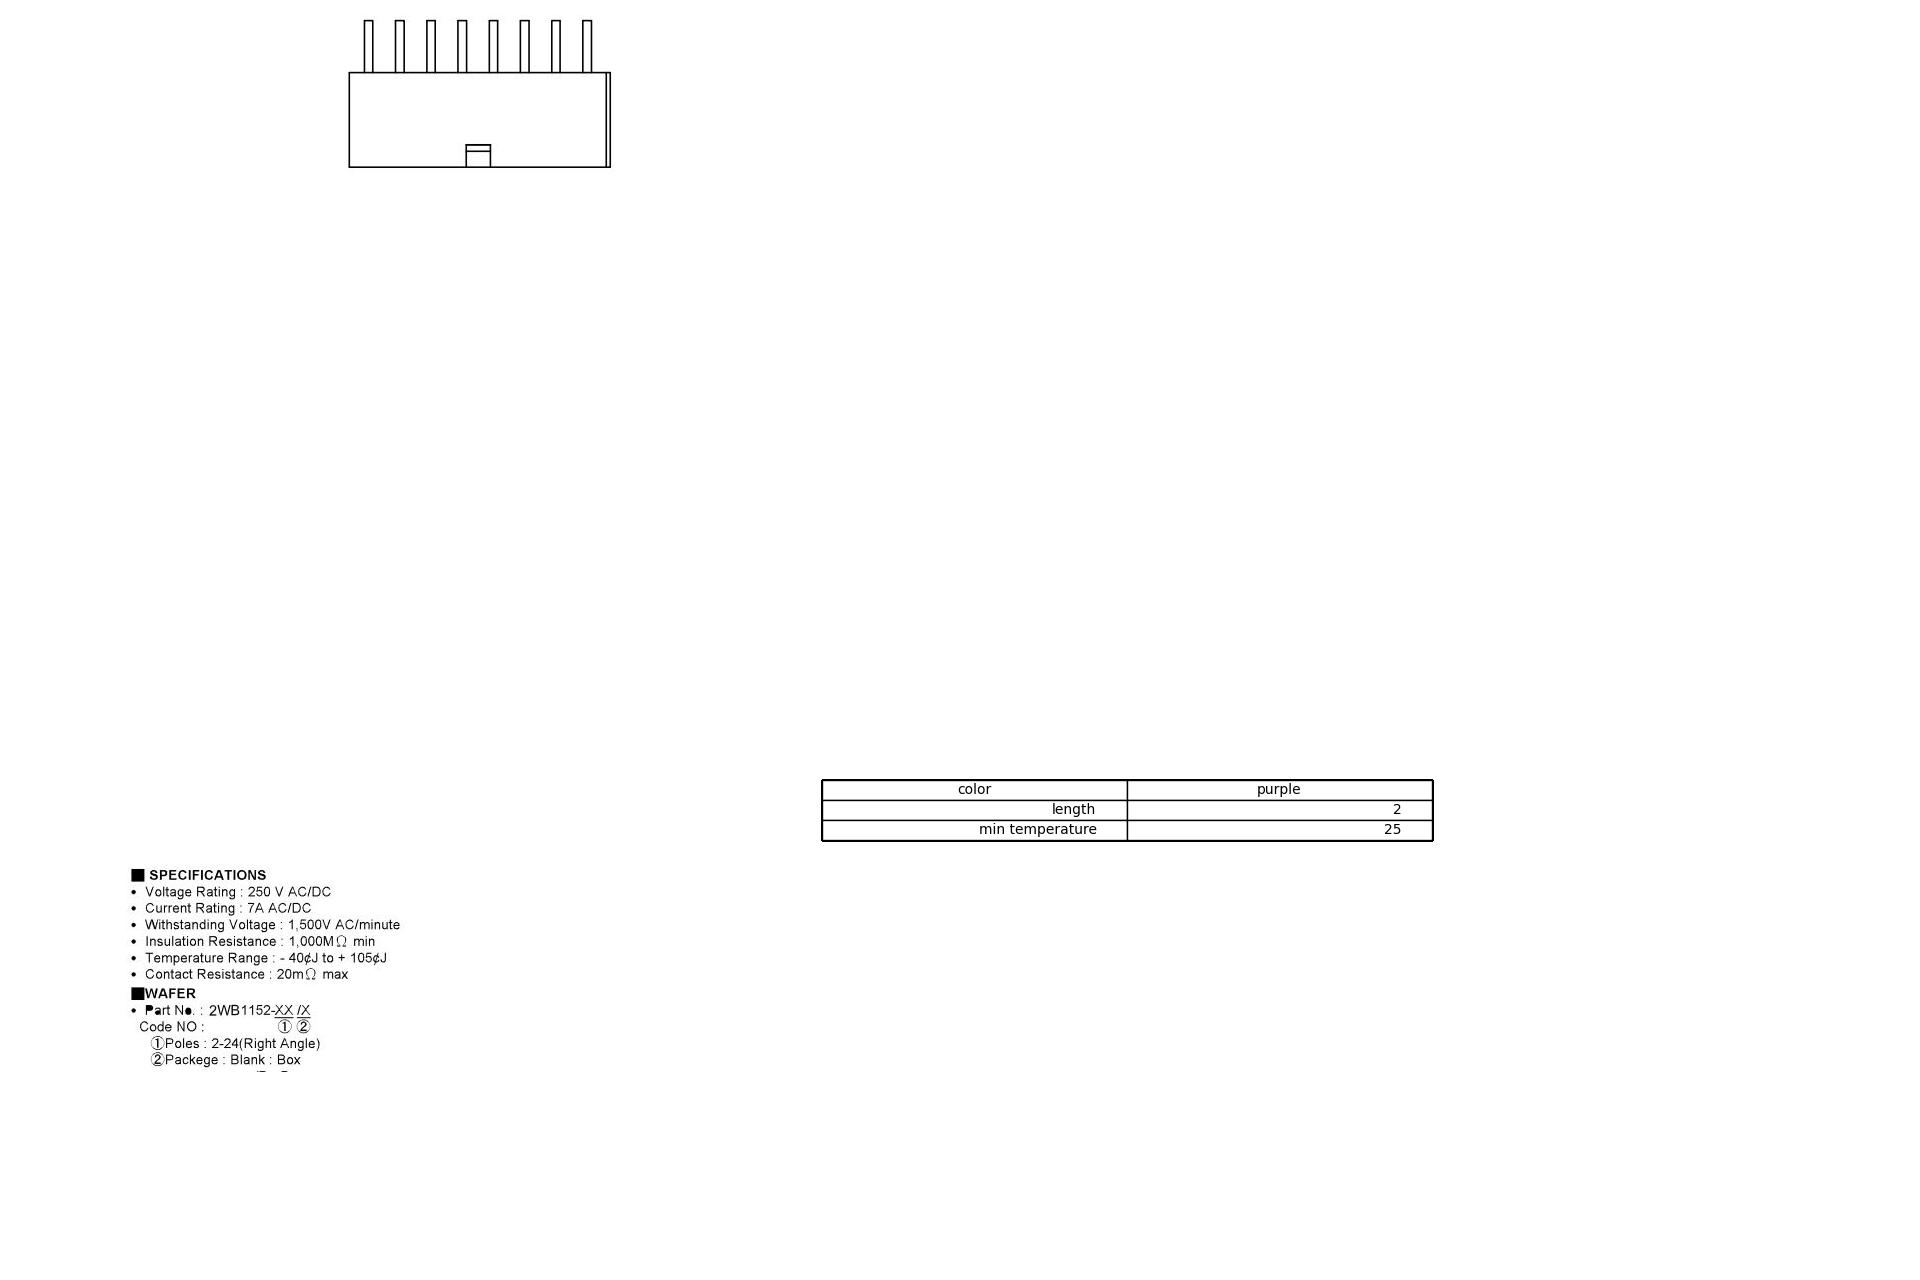 color purple
length 2
min temperature 25
■ SPECIFICATIONS
• Voltage Rating : 250 V AC/DC
• Current Rating : 7A AC/DC
• Withstanding Voltage : 1,500V AC/minute
• Insulation Resistance : 1,000MΩ min
• Temperature Range : - 40¢J to + 105¢J
• Contact Resistance : 20mΩ max
■WAFER
• Part No. : 2WB1152-XX /X
Code NO : ① ②
①Poles : 2-24(Right Angle)
②Packege : Blank : Box